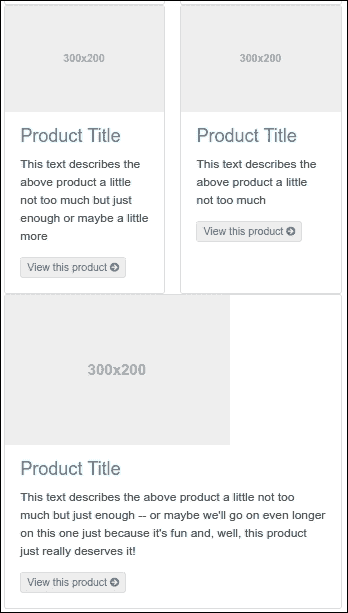 300x200
Product Title
This text describes the
above product a little
not too much but just
enough or maybe a little
more
View this product
300x200
Product Title
This text describes the
above product a little
not too much
View this product
300x200
Product Title
This text describes the above product a little not too
much but just enough -- or maybe we'll go on even longer
on this one just because it's fun and, well, this product
just really deserves it!
View this product